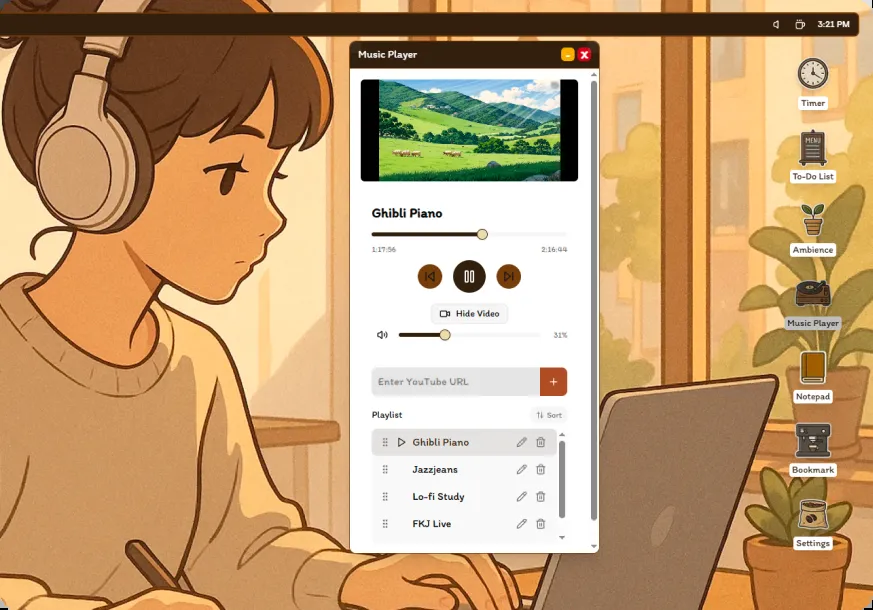 3:21 PM
Music Player
Ghibli Piano
1:17:56
2:16:44
Hide Video
31%
Enter YouTube URL
+
Playlist
Sort
Ghibli Piano
Jazzjeans
Lo-fi Study
FKJ Live
Timer
MENU
To-Do List
Ambience
Music Player
Notepad
Bookmark
Settings